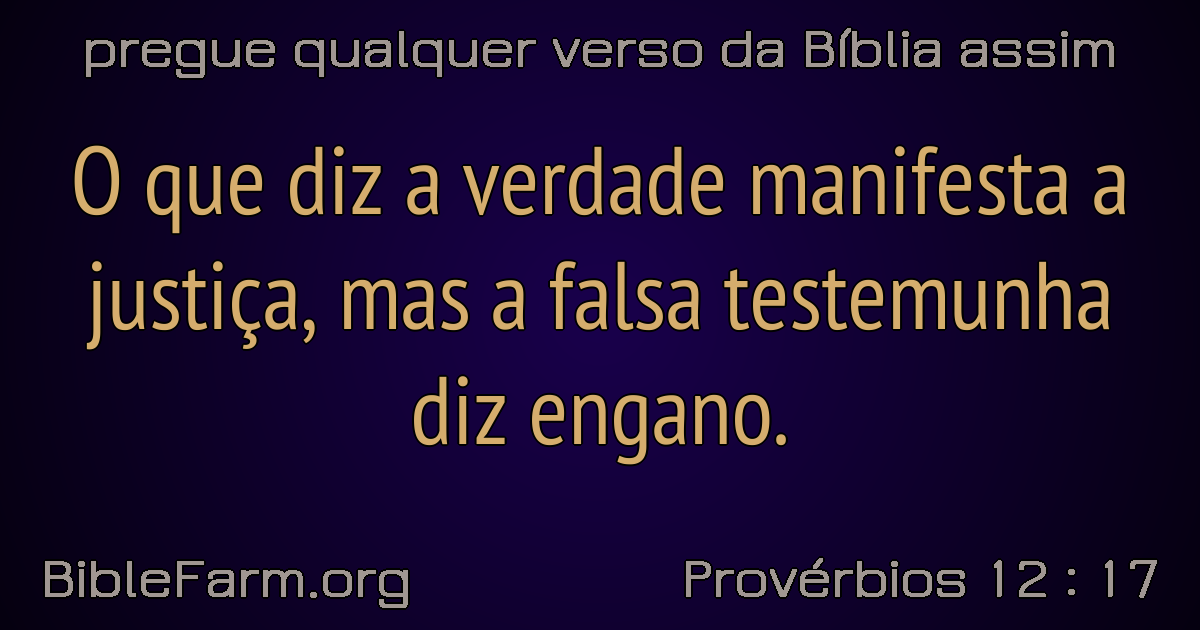 pregue qualquer verso da Bíblia assim
O que diz a verdade manifesta a
justiça, mas a falsa testemunha
diz engano.
BibleFarm.org
Provérbios 12 : 17